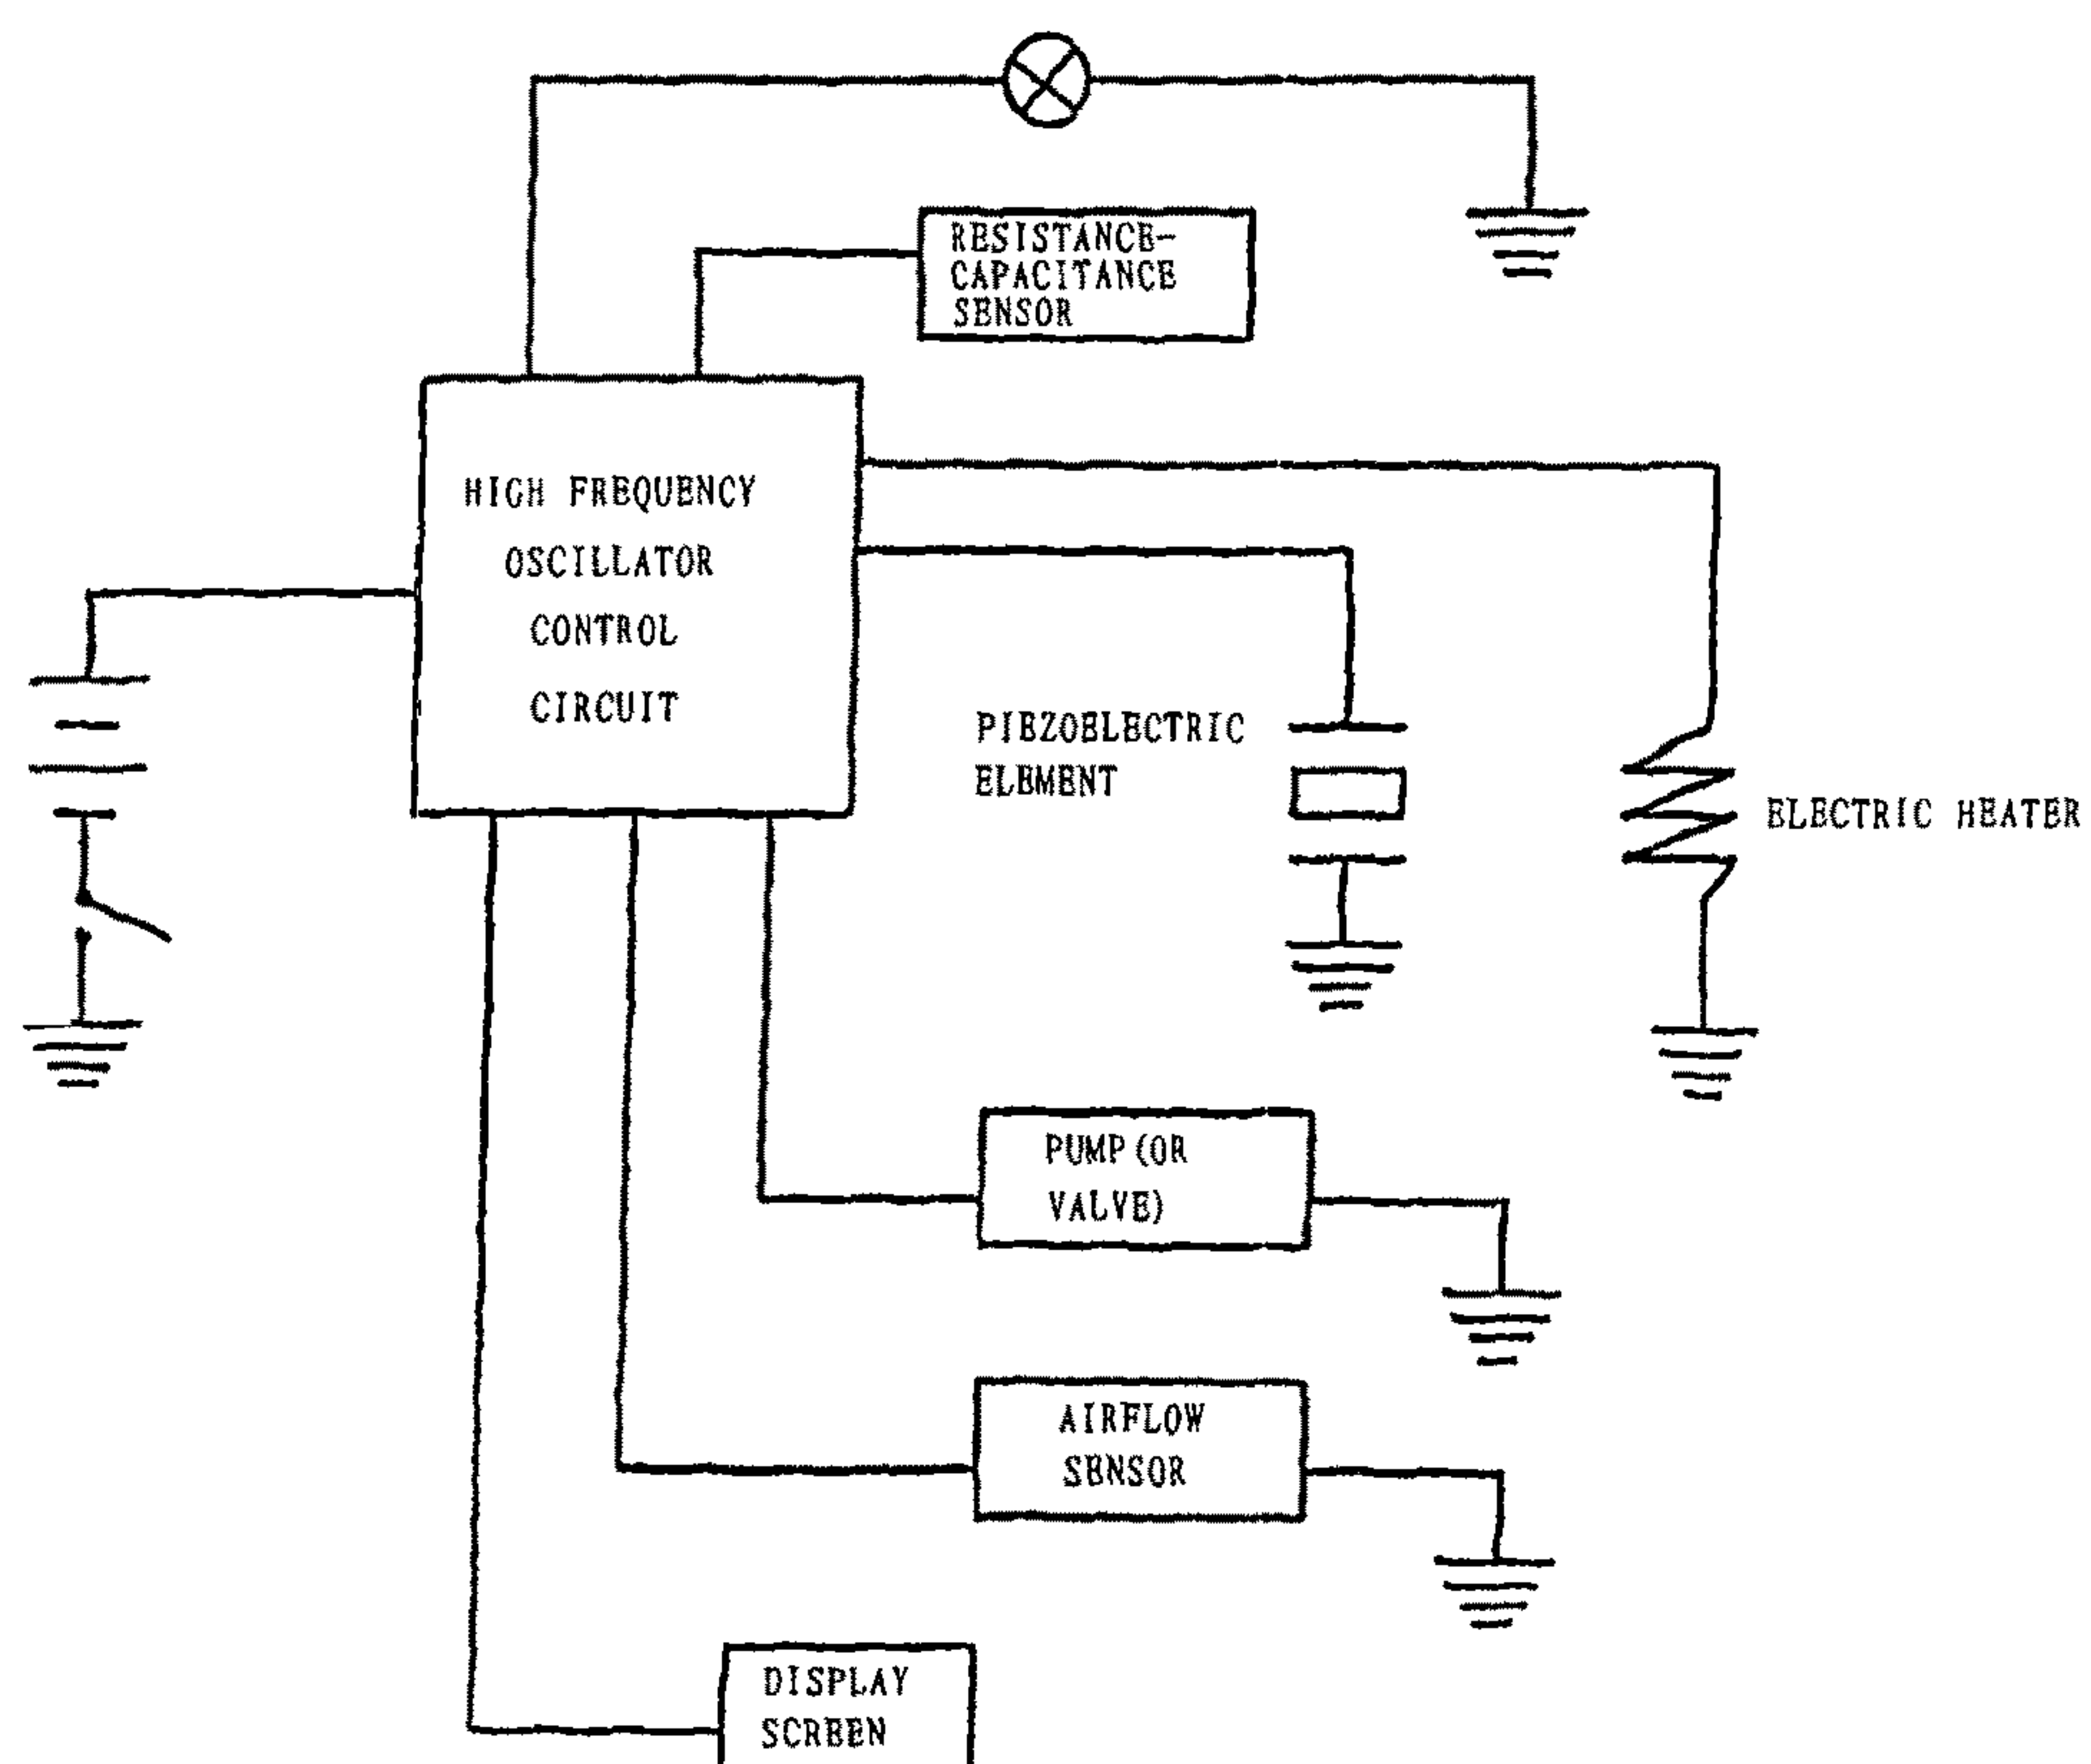 RESISTANCE-
CAPACITANCE
SENSOR
HIGH FREQUENCY
OSCILLATOR
CONTROL
CIRCUIT
PIEZOELECTRIC
ELEMENT
ELECTRIC HEATER
PUMP(OR
VALVE)
AIRFLOW
SENSOR
DISPLAY
SCREEN